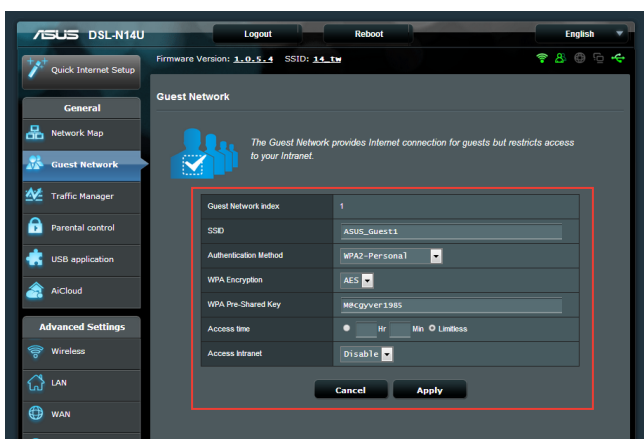 ASUS DSL-N14U
Logout
Reboot
English
Quick Internet Setup
Firmware Version: 1.0.5.4 SSID: 14_tw
General
Network Map
Guest Network
Traffic Manager
Parental control
USB application
AiCloud
Advanced Settings
Wireless
LAN
WAN
Guest Network
The Guest Network provides Internet connection for guests but restricts access
to your Intranet.
Guest Network index 1
SSID ASUS_Guest1
Authentication Method WPA2-Personal
WPA Encryption AES
WPA Pre-Shared Key M@cgyver1985
Access time Hr Min Limitless
Access Intranet Disable
Cancel Apply